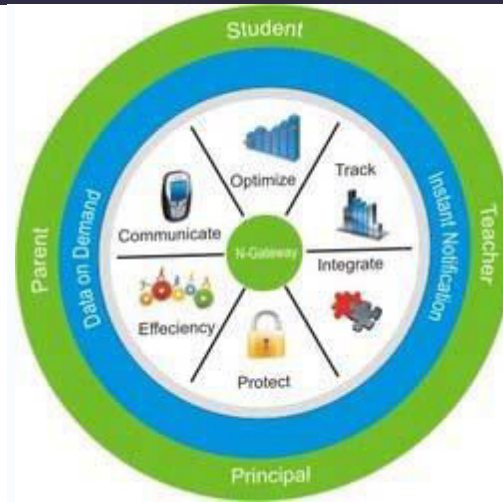 Student
Optimize
Track
Communicate
Data on Demand
Instant Notification
Parent
Teacher
N-Gateway
Integrate
Effeciency
Protect
Principal